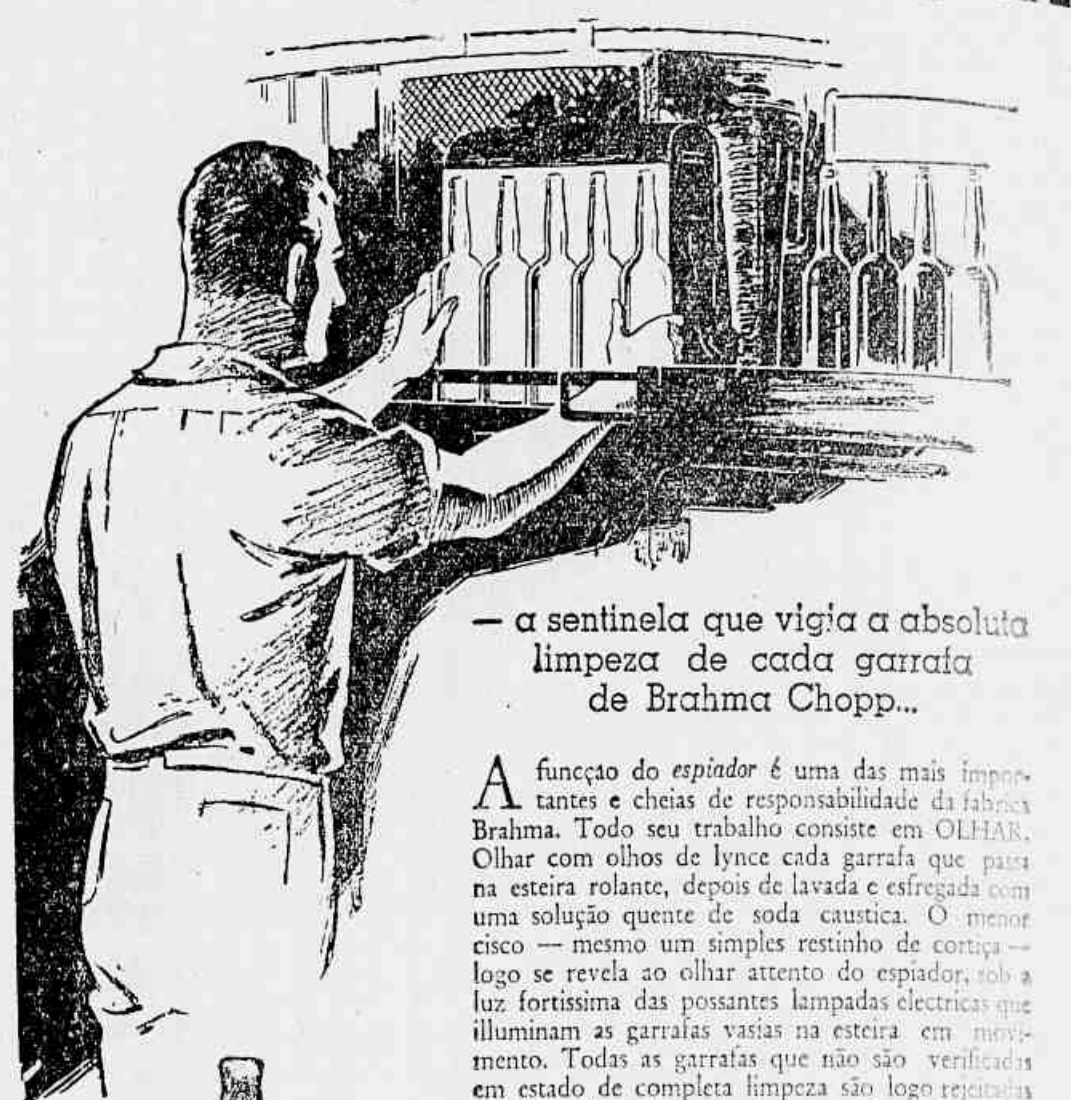 — a sentinela que vigia a absoluta
limpeza de cada garrafa
de Brahma Chopp...
A funcção do espiador é uma das mais impor-
tantes e cheias de responsabilidade da fabrica
Brahma. Todo seu trabalho consiste em OLHAR.
Olhar com olhos de lynce cada garrafa que passa
na esteira rolante, depois de lavada e esfregada com
uma solução quente de soda caustica. O menor
cisco — mesmo um simples restinho de cortiça —
logo se revela ao olhar attento do espiador, sob a
luz fortissima das possantes lampadas electricas que
illuminam as garrafas vasias na esteira em movi-
mento. Todas as garrafas que não são verificadas
em estado de completa limpeza são logo rejeitadas